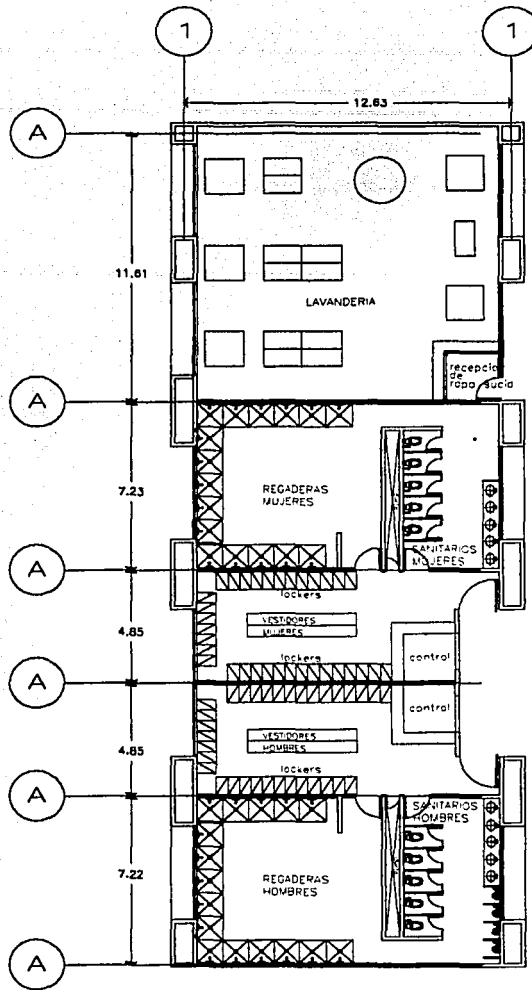 1
1
12.63
A
11.61
LAVANDERIA
recepcion
de
ropa sucia
A
7.23
REGADERAS
MUJERES
SANITARIOS
MUJERES
A
lockers
4.85
VESTIDORES
MUJERES
control
lockers
A
control
4.85
VESTIDORES
HOMBRES
lockers
A
SANITARIOS
HOMBRES
7.22
REGADERAS
HOMBRES
A